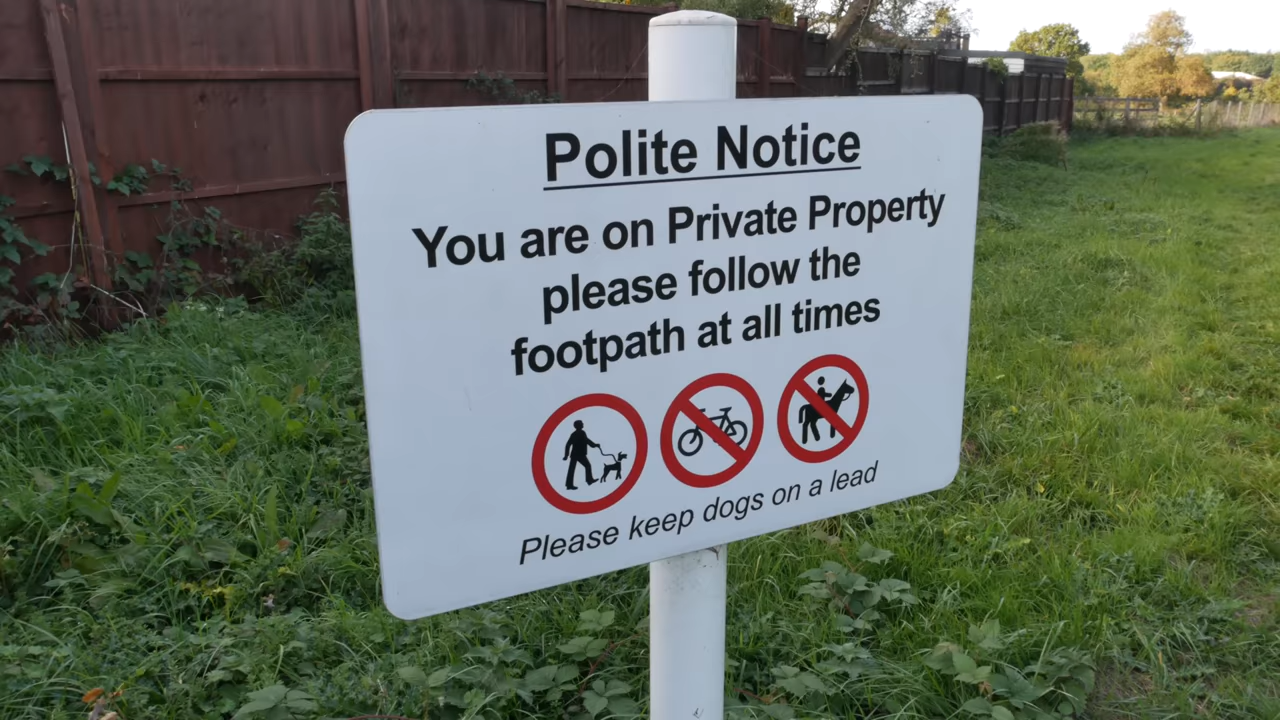 Polite Notice
You are on Private Property
please follow the
footpath at all times
Please keep dogs on a lead